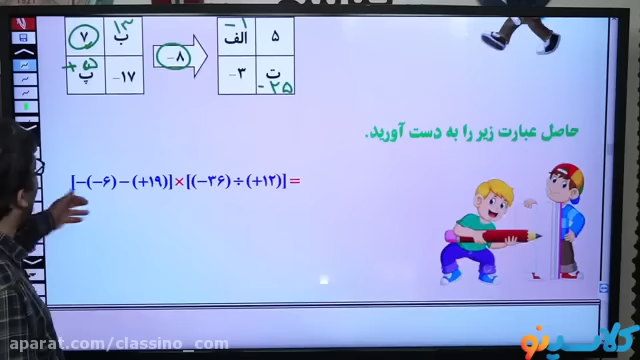 ۷ ب ۱۳
+۵ پ -۱۷
-۸
الف -۱ ۵
-۳ ت -۲۵
حاصل عبارت زیر را به دست آورید.
[-(-۶)-(+۱۹)]×[(-۳۶)÷(+۱۲)]=
aparat.com/classino_com
کلاسینو